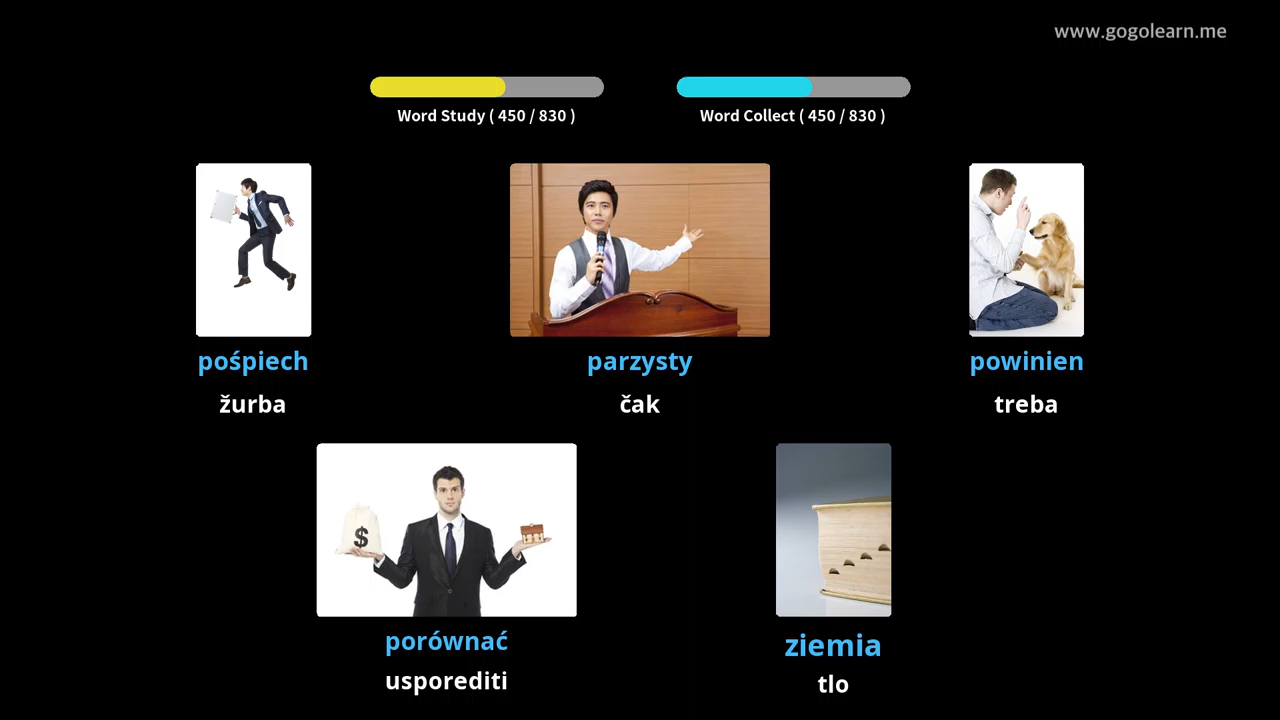 www.gogolearn.me
Word Study ( 450 / 830 )
Word Collect ( 450 / 830 )
pośpiech
žurba
parzysty
čak
powinien
treba
$
porównać
usporediti
ziemia
tlo